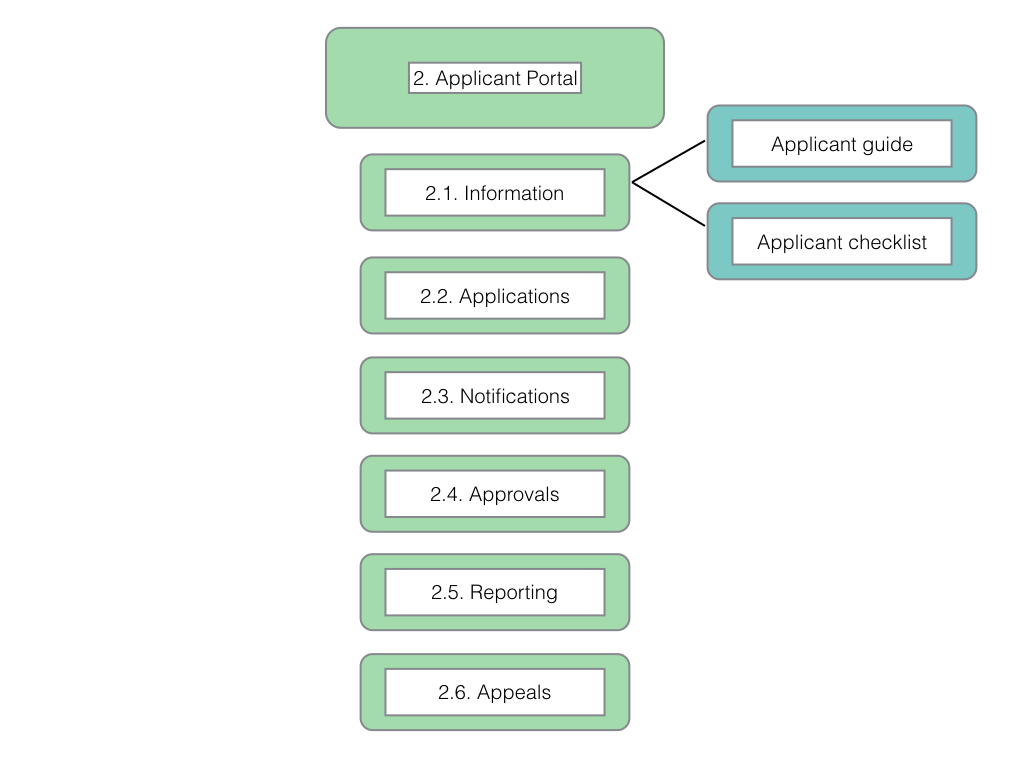 2. Applicant Portal
2.1. Information
Applicant guide
Applicant checklist
2.2. Applications
2.3. Notifications
2.4. Approvals
2.5. Reporting
2.6. Appeals